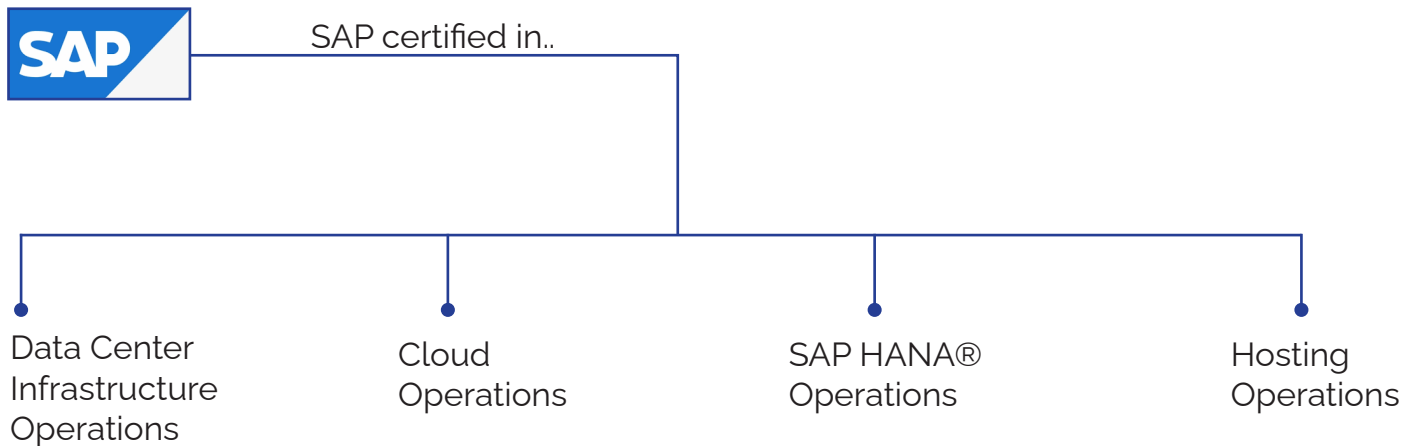 SAP
SAP certified in..
Data Center
Infrastructure
Operations
Cloud
Operations
SAP HANA®
Operations
Hosting
Operations